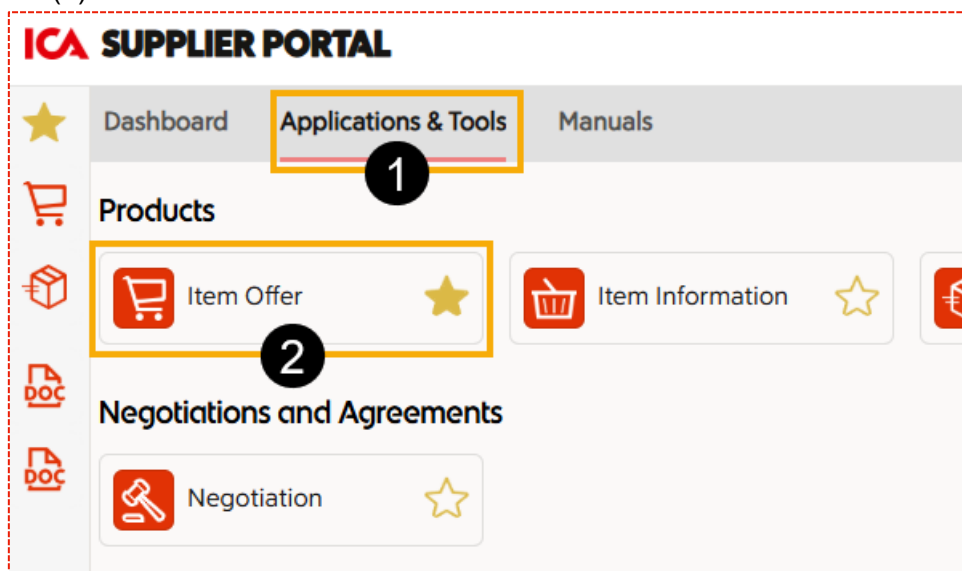 ICA SUPPLIER PORTAL
Dashboard Applications & Tools Manuals
1
Products
Item Offer Item Information
2
DOC
Negotiations and Agreements
DOC
Negotiation